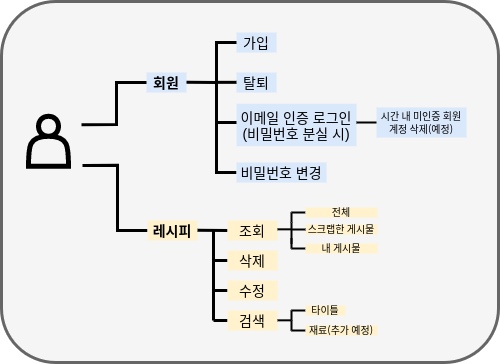 가입
회원
탈퇴
이메일 인증 로그인
(비밀번호 분실 시)
시간 내 미인증 회원
계정 삭제(예정)
비밀번호 변경
레시피
조회
전체
스크랩한 게시물
내 게시물
삭제
수정
검색
타이틀
재료(추가 예정)